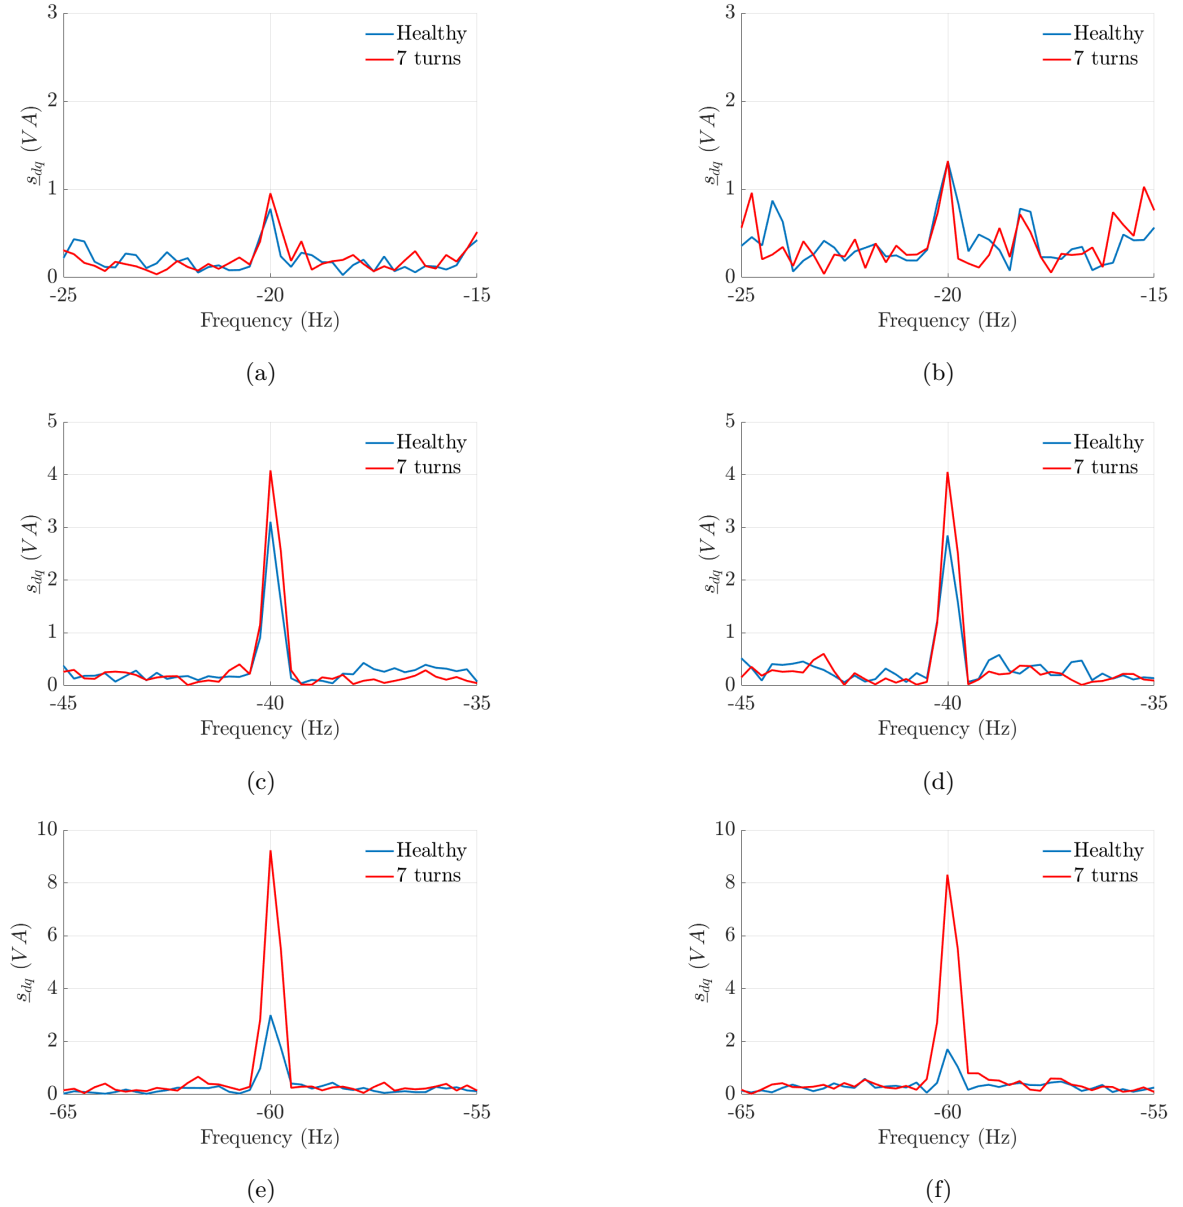 3
2
1
0
s_dq (V A)
Healthy
7 turns
-25
-20
-15
Frequency (Hz)
(a)
3
2
1
0
s_dq (V A)
Healthy
7 turns
-25
-20
-15
Frequency (Hz)
(b)
5
4
3
2
1
0
s_dq (V A)
Healthy
7 turns
-45
-40
-35
Frequency (Hz)
(c)
5
4
3
2
1
0
s_dq (V A)
Healthy
7 turns
-45
-40
-35
Frequency (Hz)
(d)
10
8
6
4
2
0
s_dq (V A)
Healthy
7 turns
-65
-60
-55
Frequency (Hz)
(e)
10
8
6
4
2
0
s_dq (V A)
Healthy
7 turns
-65
-60
-55
Frequency (Hz)
(f)